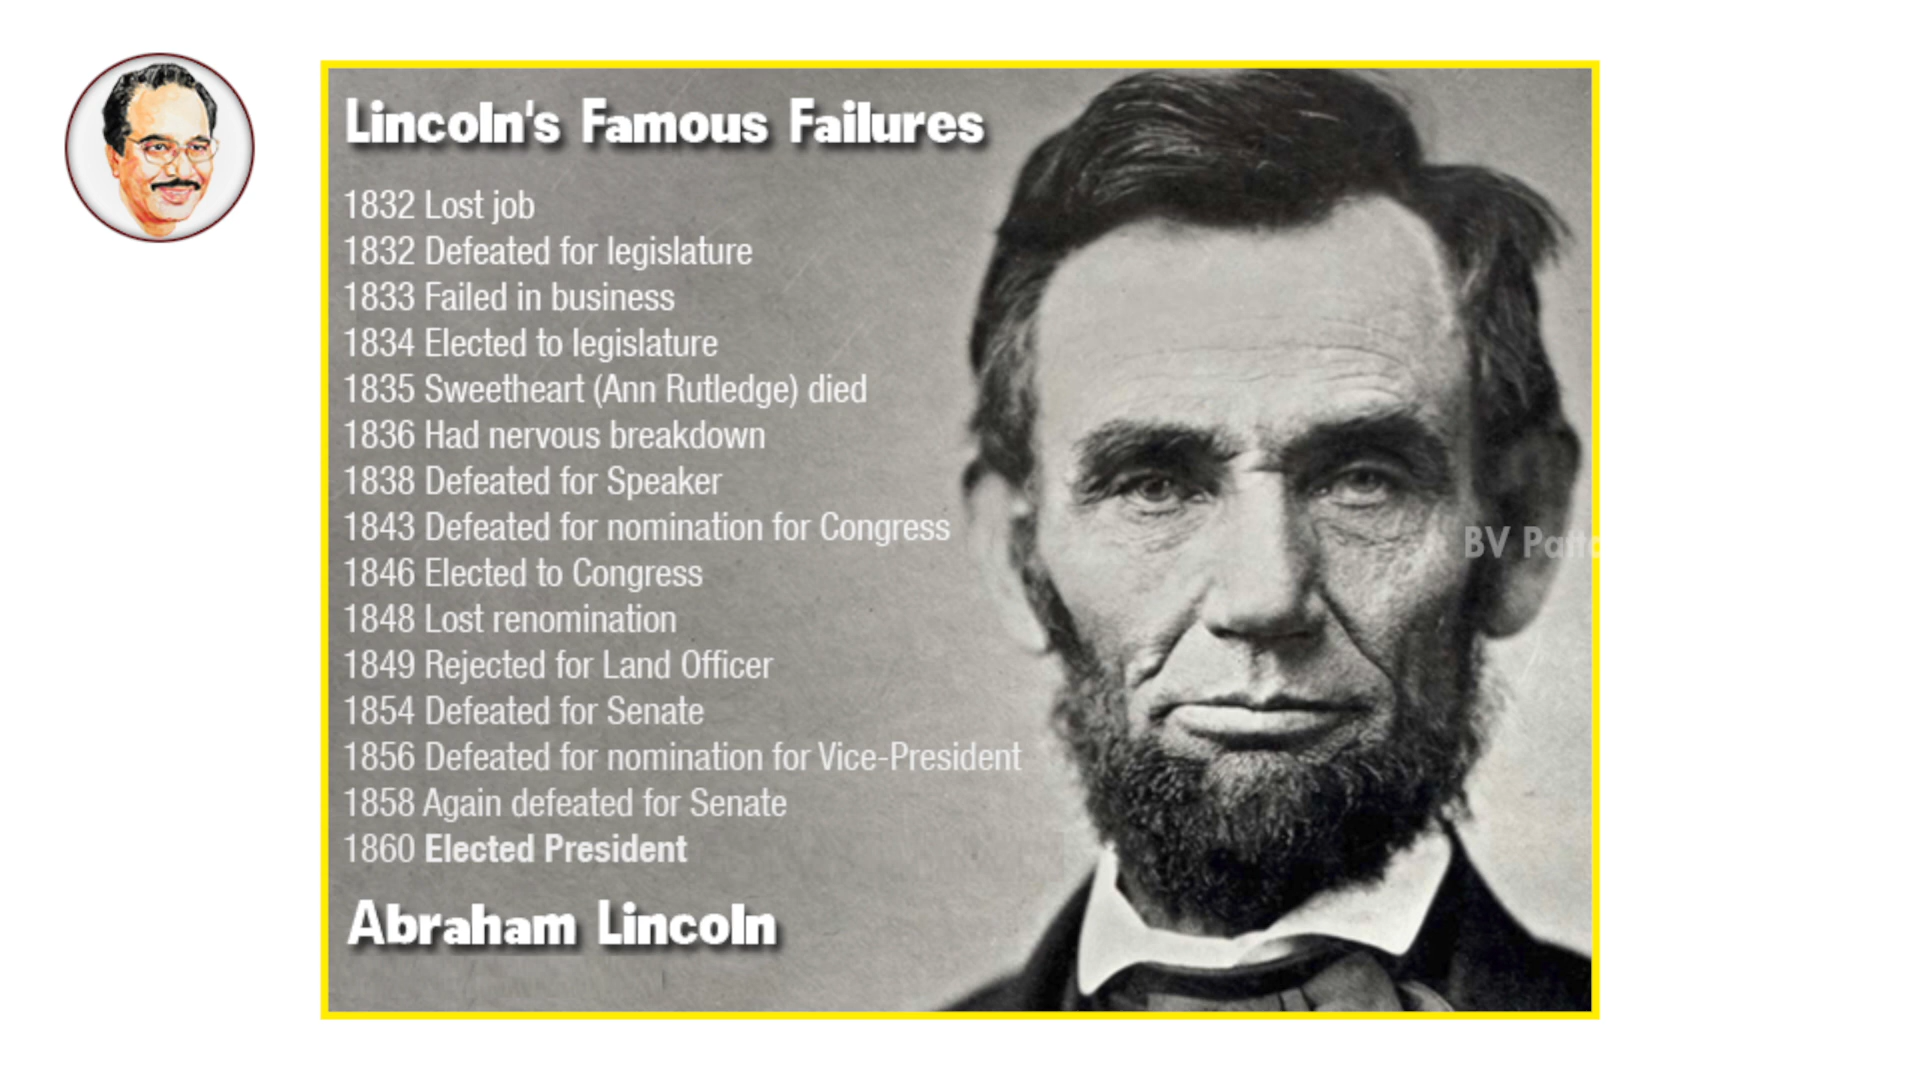 Lincoln's Famous Failures
1832 Lost job
1832 Defeated for legislature
1833 Failed in business
1834 Elected to legislature
1835 Sweetheart (Ann Rutledge) died
1836 Had nervous breakdown
1838 Defeated for Speaker
1843 Defeated for nomination for Congress
1846 Elected to Congress
1848 Lost renomination
1849 Rejected for Land Officer
1854 Defeated for Senate
1856 Defeated for nomination for Vice-President
1858 Again defeated for Senate
1860 Elected President
Abraham Lincoln
BV